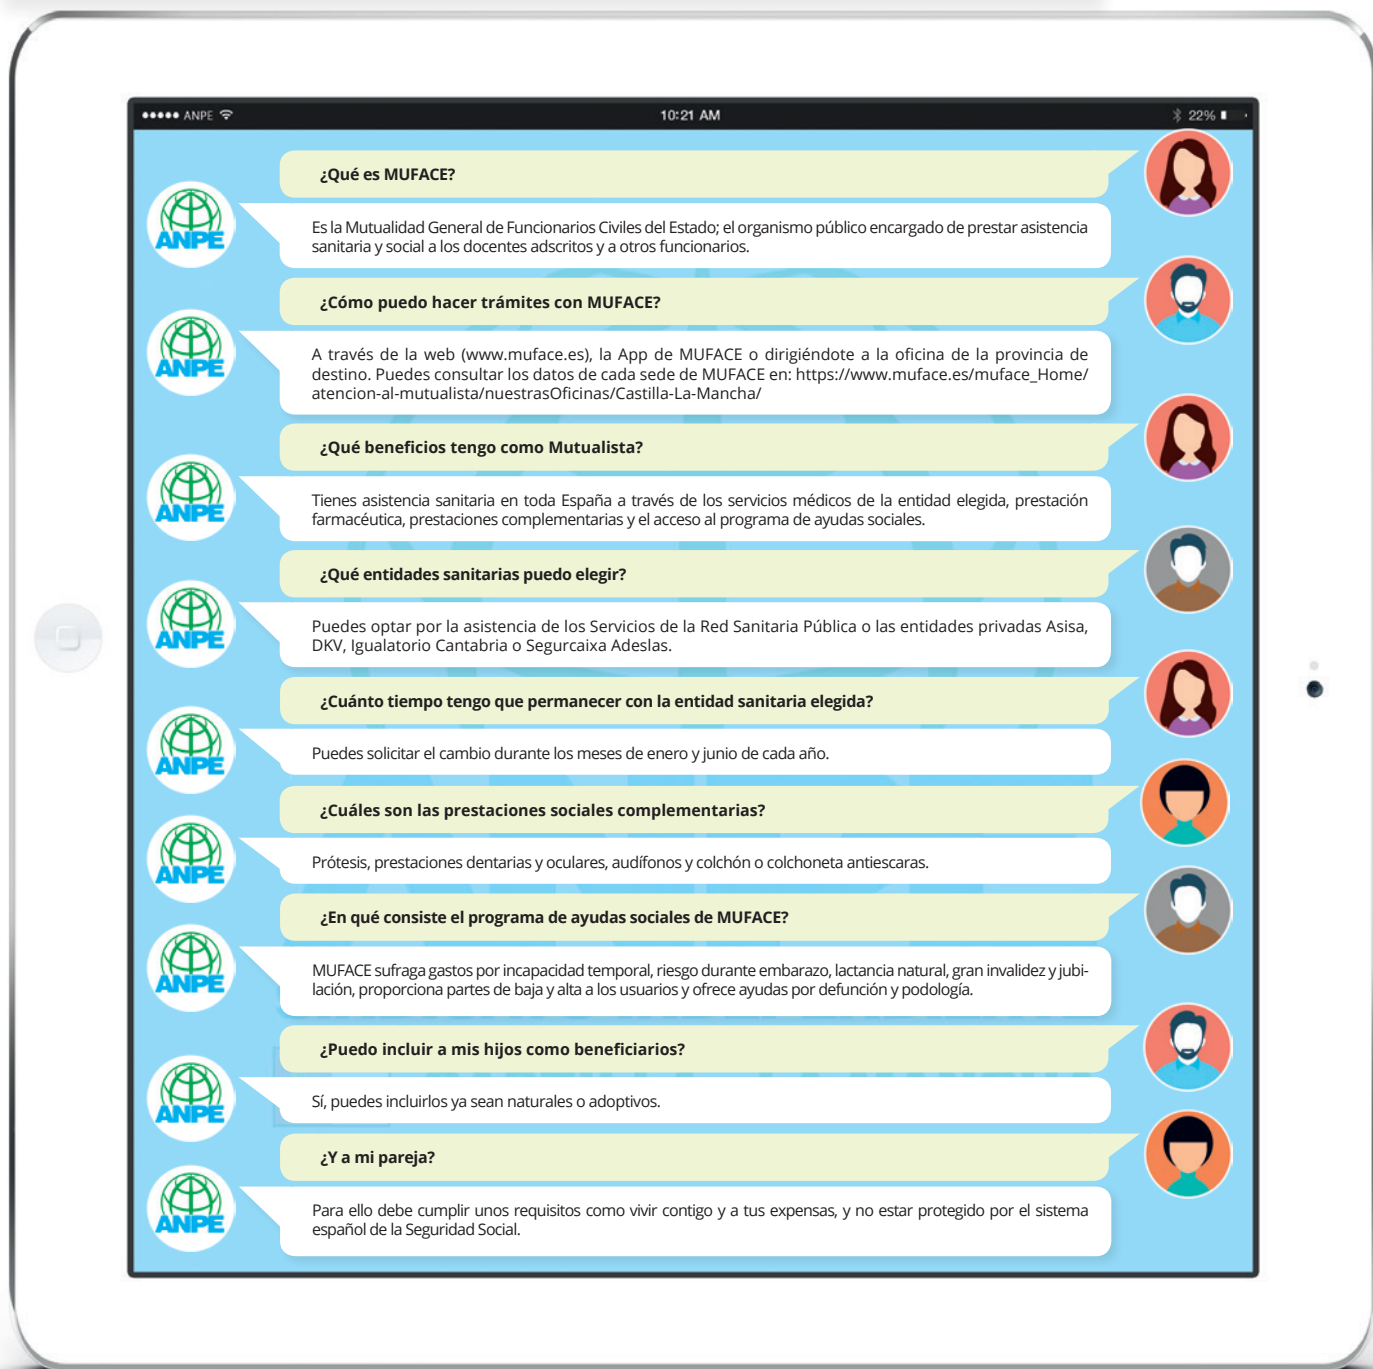 ANPE
10:21 AM
22%
¿Qué es MUFACE?
ANPE
Es la Mutualidad General de Funcionarios Civiles del Estado; el organismo público encargado de prestar asistencia
sanitaria y social a los docentes adscritos y a otros funcionarios.
¿Cómo puedo hacer trámites con MUFACE?
ANPE
A través de la web (www.muface.es), la App de MUFACE o dirigiéndote a la oficina de la provincia de
destino. Puedes consultar los datos de cada sede de MUFACE en: https://www.muface.es/muface_Home/
atencion-al-mutualista/nuestrasOficinas/Castilla-La-Mancha/
¿Qué beneficios tengo como Mutualista?
ANPE
Tienes asistencia sanitaria en toda España a través de los servicios médicos de la entidad elegida, prestación
farmacéutica, prestaciones complementarias y el acceso al programa de ayudas sociales.
¿Qué entidades sanitarias puedo elegir?
ANPE
Puedes optar por la asistencia de los Servicios de la Red Sanitaria Pública o las entidades privadas Asisa,
DKV, Igualatorio Cantabria o Segurcaixa Adeslas.
¿Cuánto tiempo tengo que permanecer con la entidad sanitaria elegida?
ANPE
Puedes solicitar el cambio durante los meses de enero y junio de cada año.
¿Cuáles son las prestaciones sociales complementarias?
ANPE
Prótesis, prestaciones dentarias y oculares, audífonos y colchón o colchoneta antiescaras.
¿En qué consiste el programa de ayudas sociales de MUFACE?
ANPE
MUFACE sufraga gastos por incapacidad temporal, riesgo durante embarazo, lactancia natural, gran invalidez y jubi-
lación, proporciona partes de baja y alta a los usuarios y ofrece ayudas por defunción y podología.
¿Puedo incluir a mis hijos como beneficiarios?
ANPE
Sí, puedes incluirlos ya sean naturales o adoptivos.
¿Y a mi pareja?
ANPE
Para ello debe cumplir unos requisitos como vivir contigo y a tus expensas, y no estar protegido por el sistema
español de la Seguridad Social.